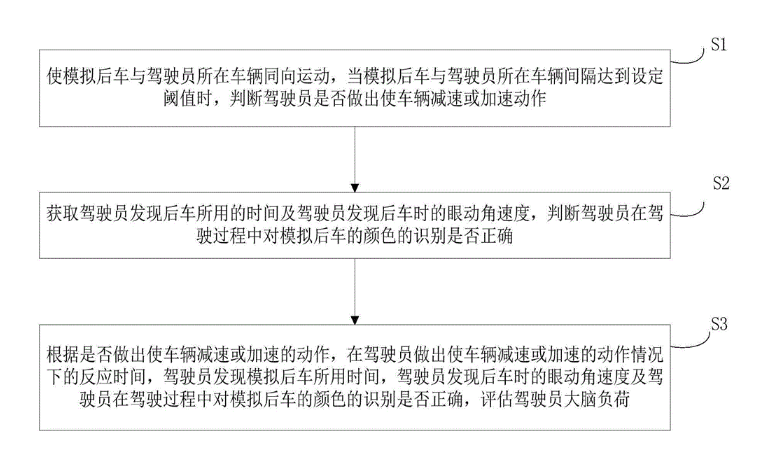 S1
使模拟后车与驾驶员所在车辆同向运动，当模拟后车与驾驶员所在车辆间隔达到设定
阈值时，判断驾驶员是否做出使车辆减速或加速动作
S2
获取驾驶员发现后车所用的时间及驾驶员发现后车时的眼动角速度，判断驾驶员在驾
驶过程中对模拟后车的颜色的识别是否正确
S3
根据是否做出使车辆减速或加速的动作，在驾驶员做出使车辆减速或加速的动作情况
下的反应时间，驾驶员发现模拟后车所用时间，驾驶员发现后车时的眼动角速度及驾
驶员在驾驶过程中对模拟后车的颜色的识别是否正确，评估驾驶员大脑负荷